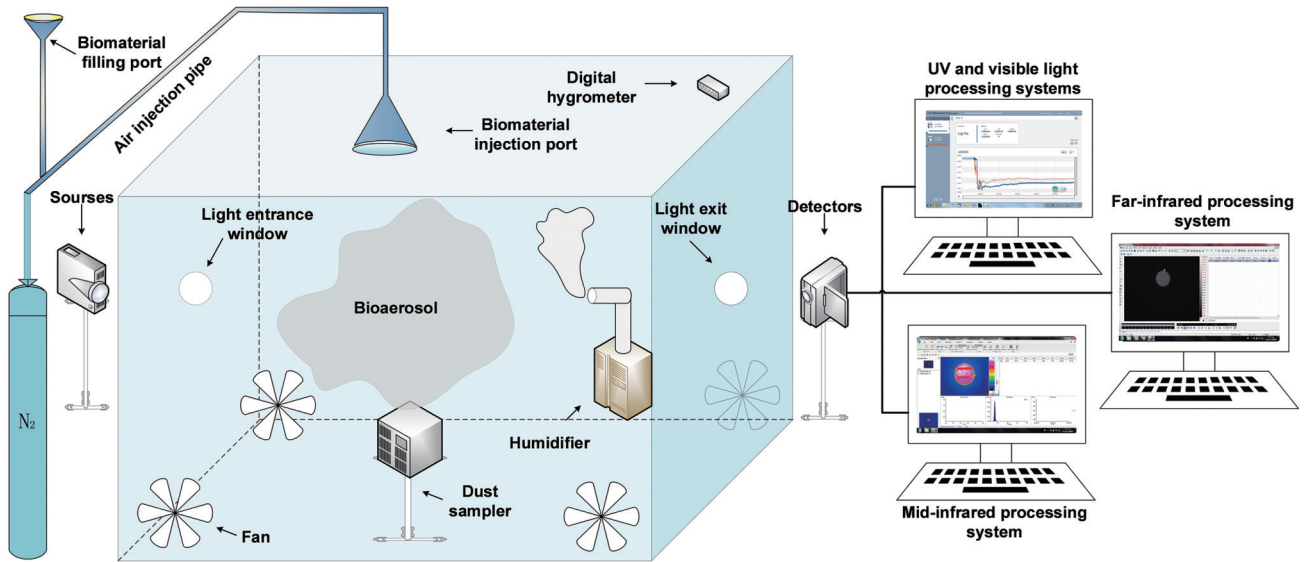 Biomaterial
filling port
Air injection pipe
Digital
hygrometer
Biomaterial
injection port
UV and visible light
processing systems
Sourses
Light entrance
window
Light exit
window
Detectors
Far-infrared processing
system
Bioaerosol
N₂
Humidifier
Dust
sampler
Fan
Mid-infrared processing
system